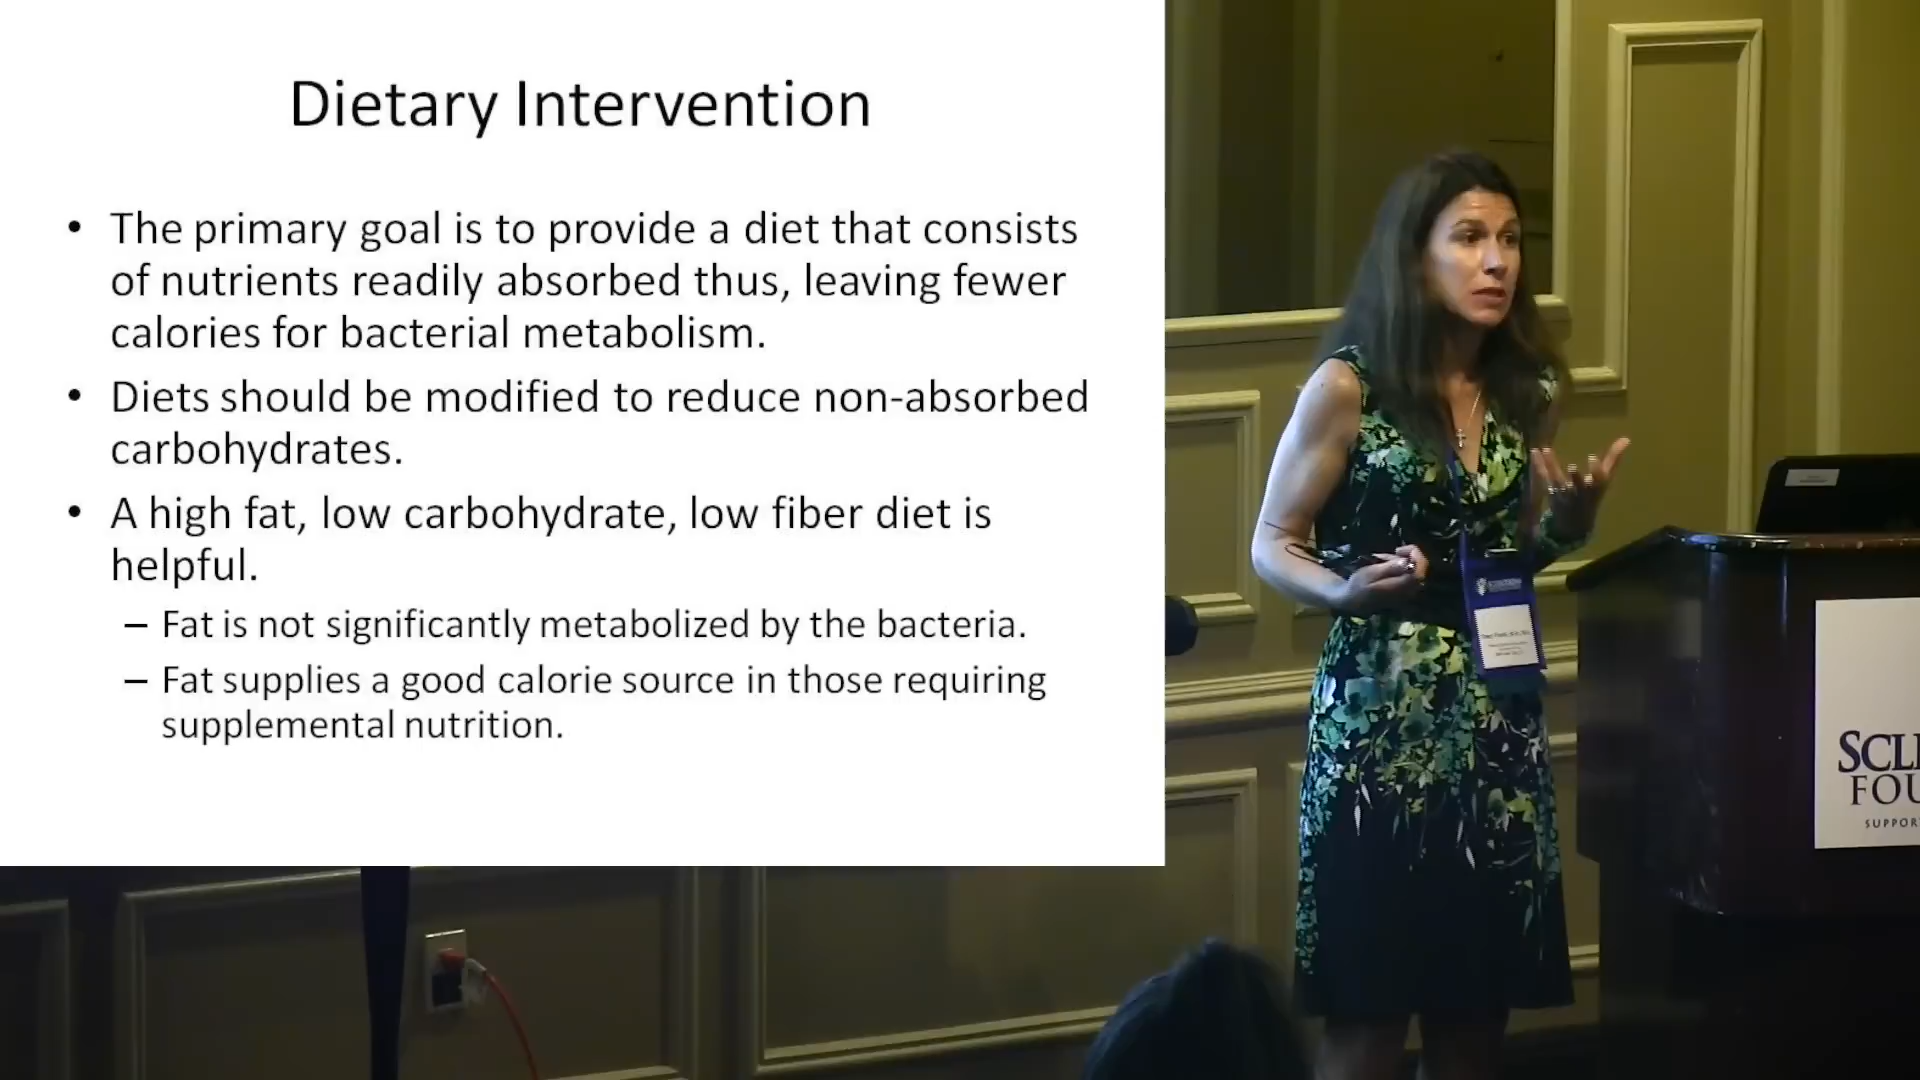 Dietary Intervention
• The primary goal is to provide a diet that consists
of nutrients readily absorbed thus, leaving fewer
calories for bacterial metabolism.
• Diets should be modified to reduce non-absorbed
carbohydrates.
• A high fat, low carbohydrate, low fiber diet is
helpful.
– Fat is not significantly metabolized by the bacteria.
– Fat supplies a good calorie source in those requiring
supplemental nutrition.
SCL
FOU
SUPPOR